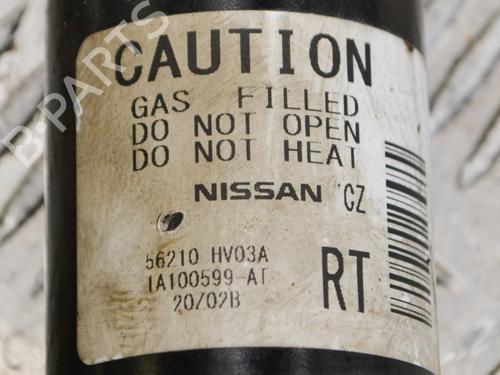 B-PARTS
CAUTION
GAS FILLED
DO NOT OPEN
DO NOT HEAT
NISSAN CZ
56210 HV03A
1A100599-AT
20/02B
RT